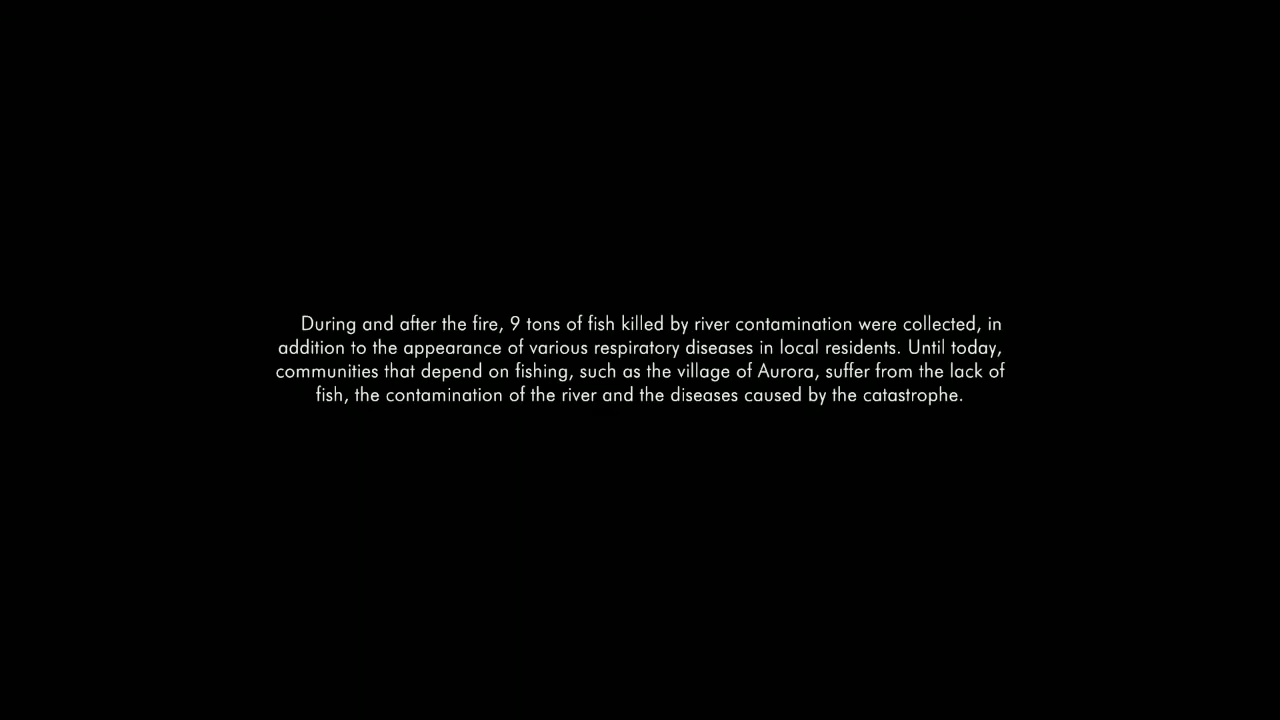 During and after the fire, 9 tons of fish killed by river contamination were collected, in
addition to the appearance of various respiratory diseases in local residents. Until today,
communities that depend on fishing, such as the village of Aurora, suffer from the lack of
fish, the contamination of the river and the diseases caused by the catastrophe.